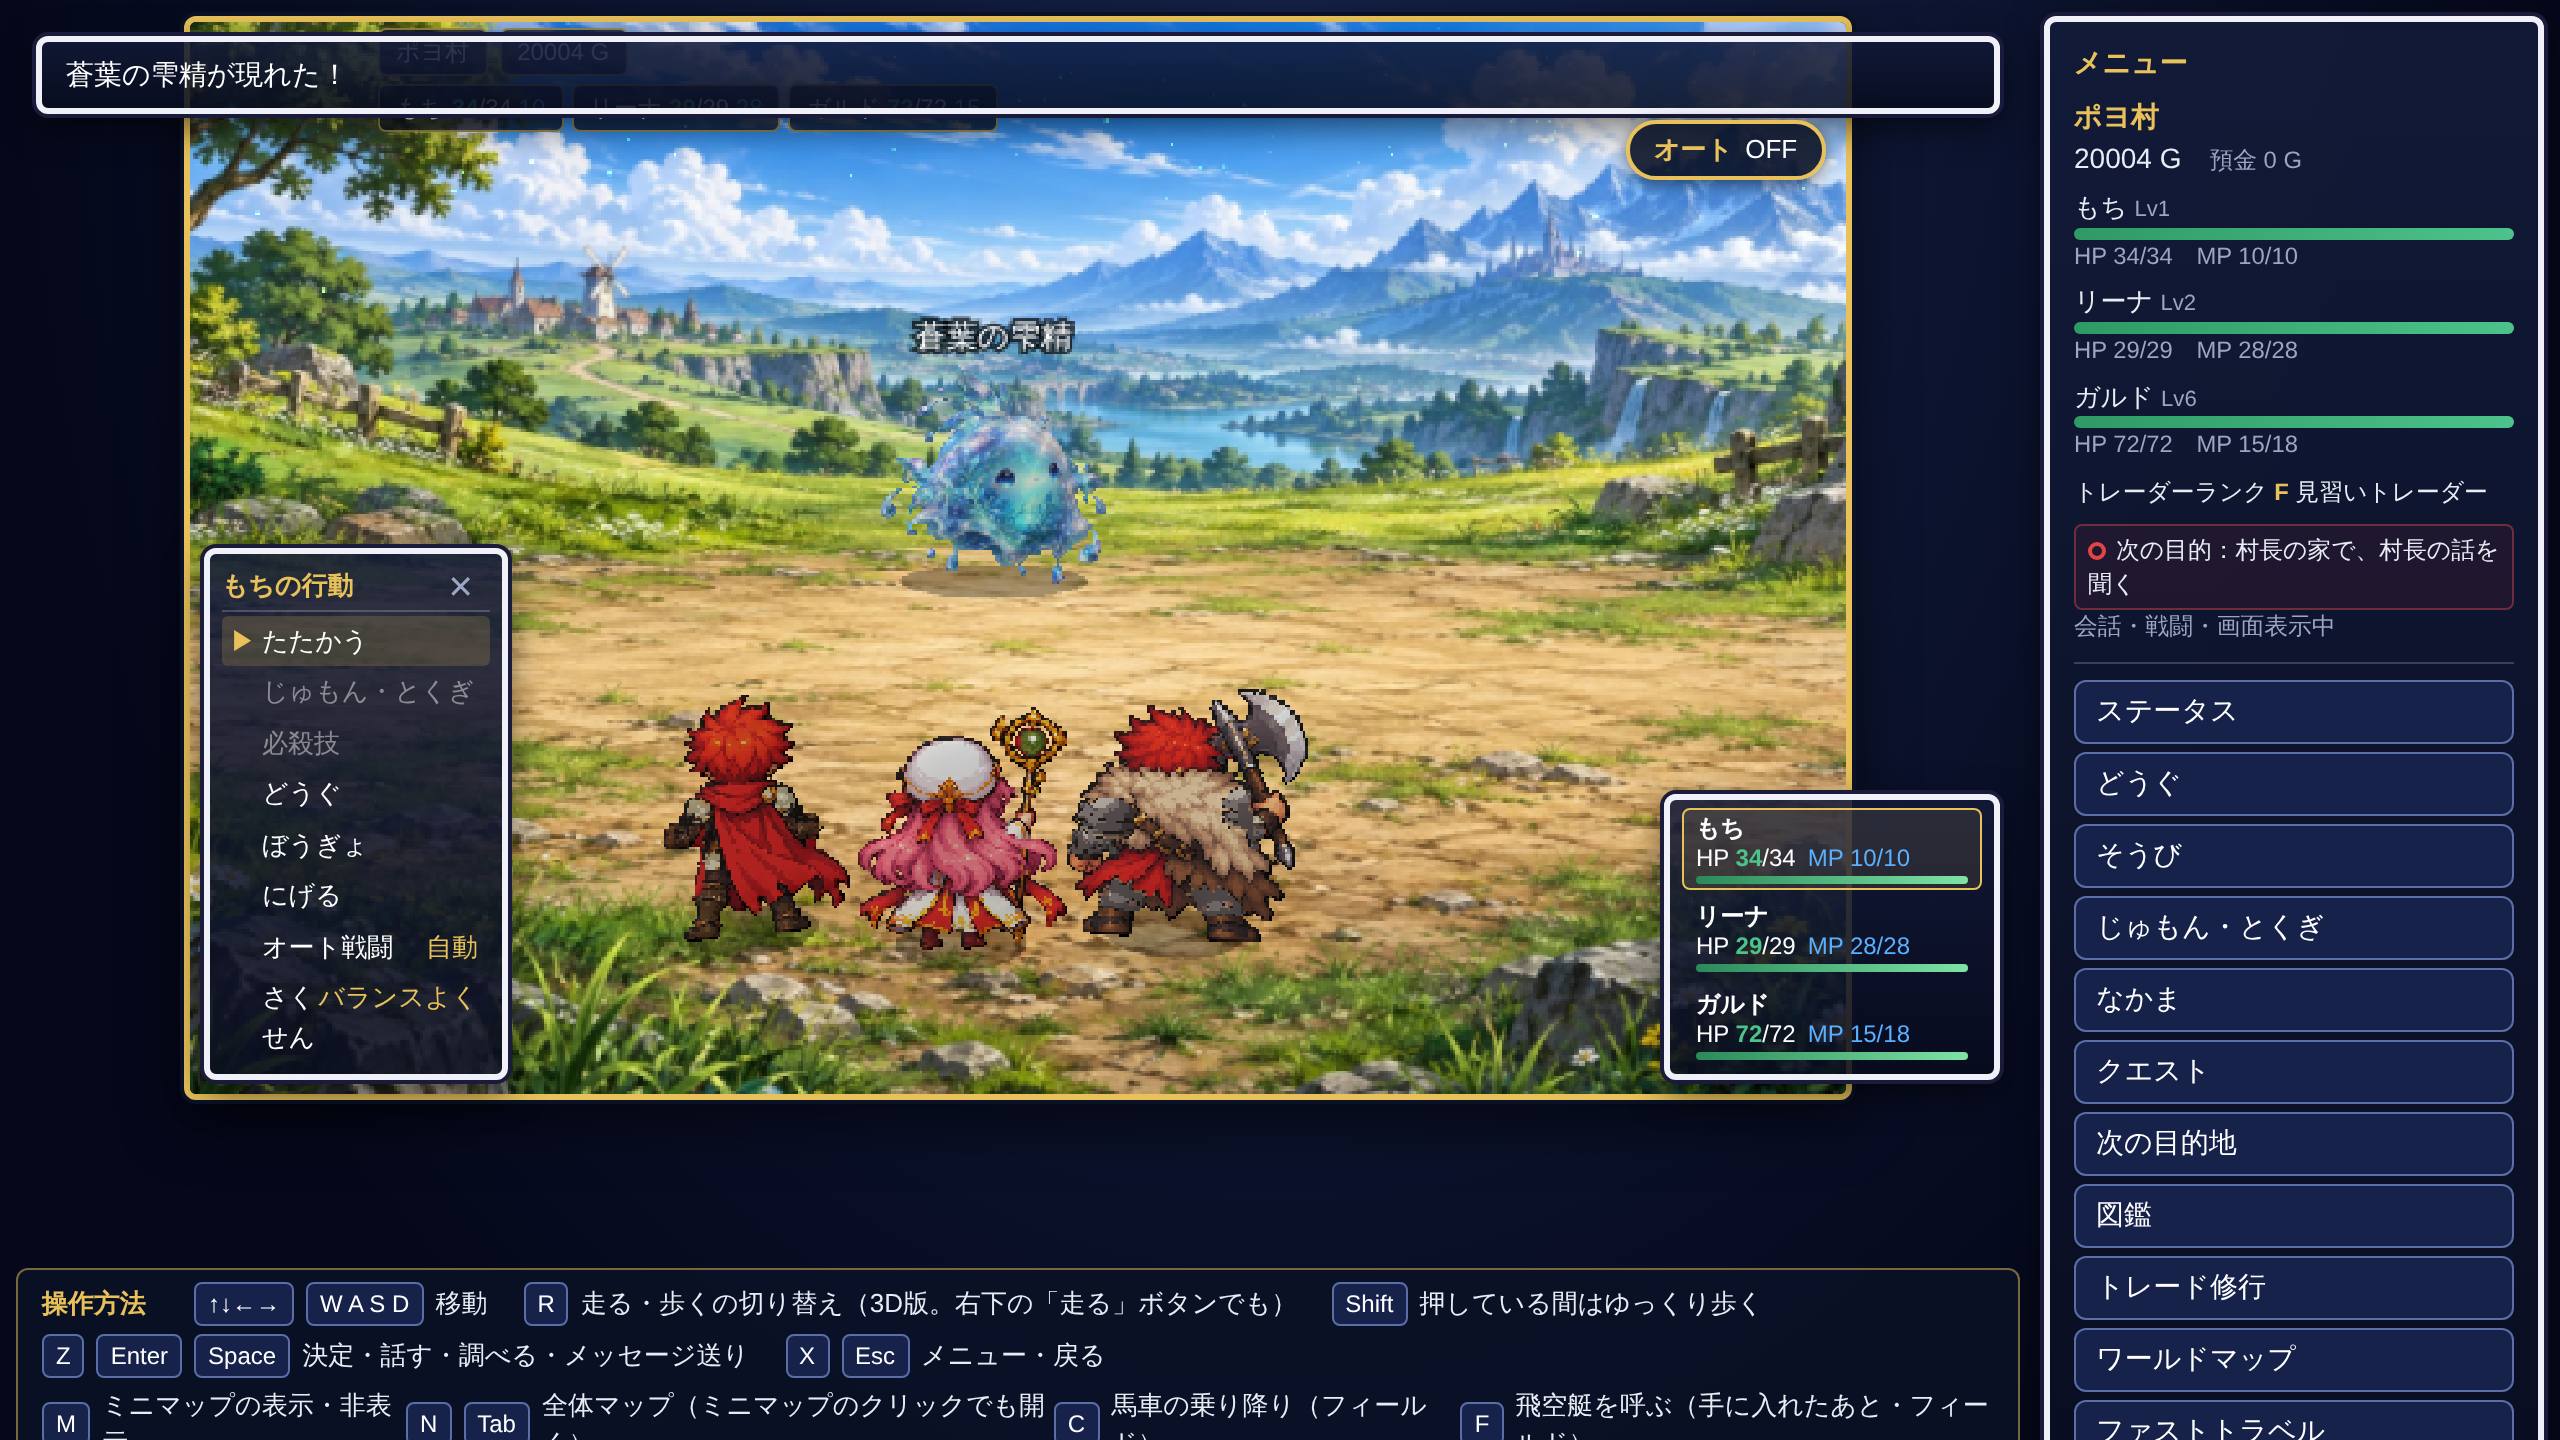 蒼葉の雫精が現れた！
ポヨ村 20004 G
オート OFF
蒼葉の雫精
もちの行動 ✕
▶ たたかう
じゅもん・とくぎ
必殺技
どうぐ
ぼうぎょ
にげる
オート戦闘 自動
さく バランスよく
せん
もち
HP 34/34 MP 10/10
リーナ
HP 29/29 MP 28/28
ガルド
HP 72/72 MP 15/18
メニュー
ポヨ村
20004 G 預金 0 G
もち Lv1
HP 34/34 MP 10/10
リーナ Lv2
HP 29/29 MP 28/28
ガルド Lv6
HP 72/72 MP 15/18
トレーダーランク F 見習いトレーダー
次の目的：村長の家で、村長の話を
聞く
会話・戦闘・画面表示中
ステータス
どうぐ
そうび
じゅもん・とくぎ
なかま
クエスト
次の目的地
図鑑
トレード修行
ワールドマップ
ファストトラベル
操作方法 ↑↓←→ W A S D 移動 R 走る・歩くの切り替え（3D版。右下の「走る」ボタンでも） Shift 押している間はゆっくり歩く
Z Enter Space 決定・話す・調べる・メッセージ送り X Esc メニュー・戻る
M ミニマップの表示・非表 N Tab 全体マップ（ミニマップのクリックでも開 C 馬車の乗り降り（フィール F 飛空艇を呼ぶ（手に入れたあと・フィー